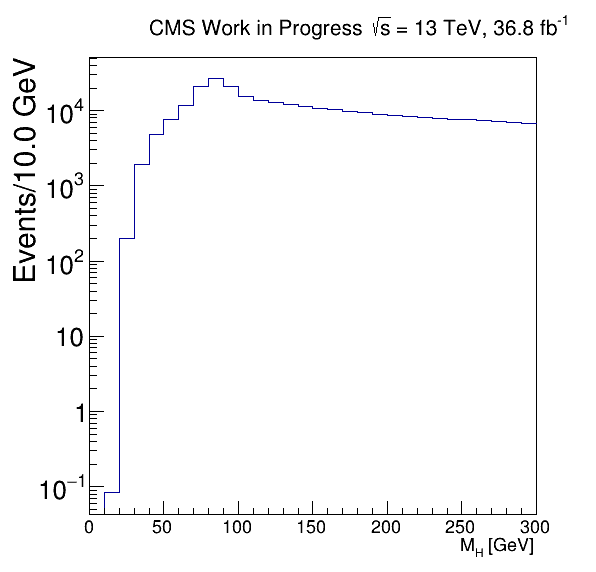 CMS Work in Progress √s = 13 TeV, 36.8 fb⁻¹
Events/10.0 GeV
10⁴
10³
10²
10
1
10⁻¹
0 50 100 150 200 250 300
M_H [GeV]